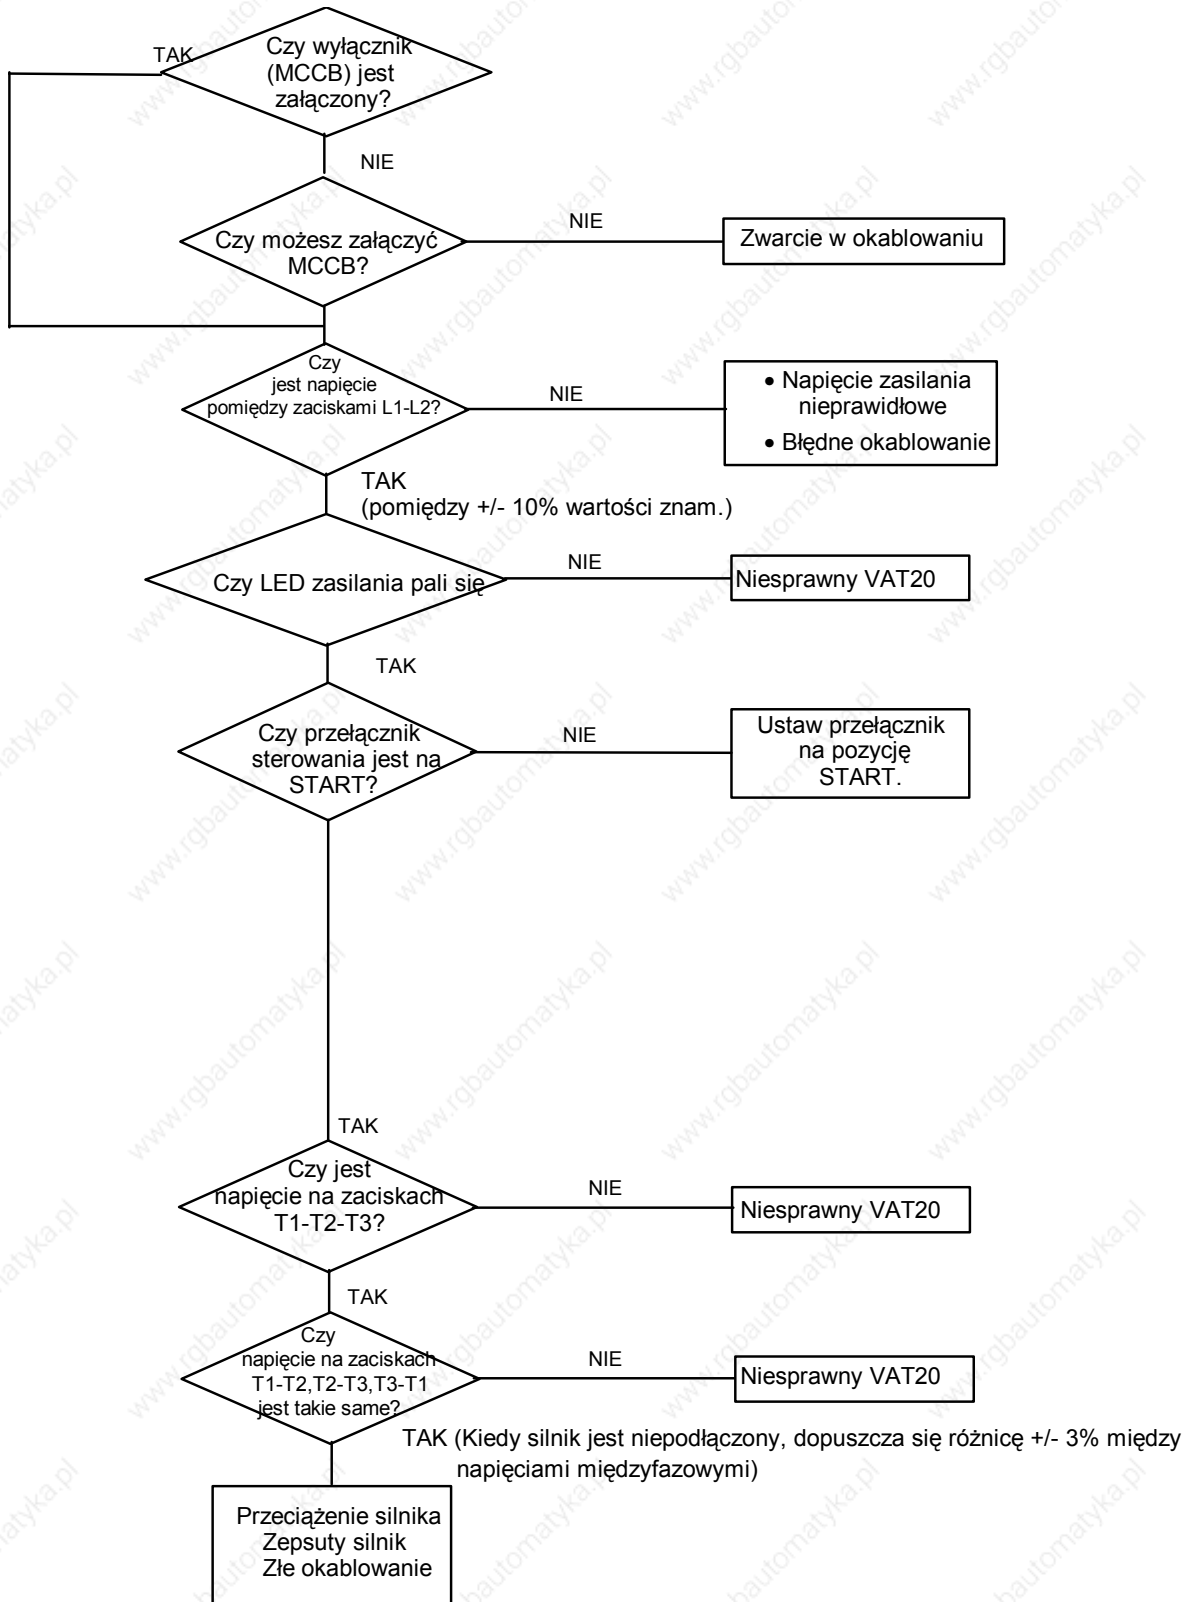 TAK
Czy wyłącznik
(MCCB) jest
załączony?
NIE
Czy możesz załączyć
MCCB?
NIE
Zwarcie w okablowaniu
Czy
jest napięcie
pomiędzy zaciskami L1-L2?
NIE
• Napięcie zasilania
nieprawidłowe
• Błędne okablowanie
TAK
(pomiędzy +/- 10% wartości znam.)
Czy LED zasilania pali się
NIE
Niesprawny VAT20
TAK
Czy przełącznik
sterowania jest na
START?
NIE
Ustaw przełącznik
na pozycję
START.
TAK
Czy jest
napięcie na zaciskach
T1-T2-T3?
NIE
Niesprawny VAT20
TAK
Czy
napięcie na zaciskach
T1-T2,T2-T3,T3-T1
jest takie same?
NIE
Niesprawny VAT20
TAK (Kiedy silnik jest niepodłączony, dopuszcza się różnicę +/- 3% między
napięciami międzyfazowymi)
Przeciążenie silnika
Zepsuty silnik
Złe okablowanie
www.rgbautomatyka.pl